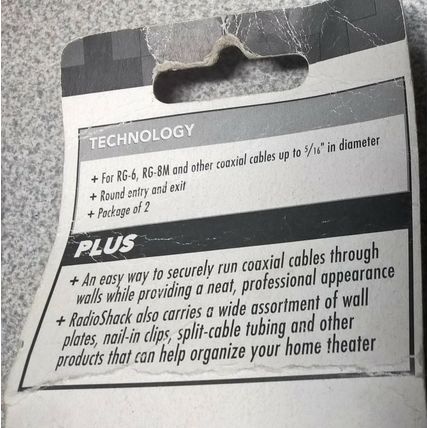 TECHNOLOGY
+ For RG-6, RG-8M and other coaxial cables up to 5/16" in diameter
+ Round entry and exit
+ Package of 2
PLUS
+ An easy way to securely run coaxial cables through
walls while providing a neat, professional appearance
+ RadioShack also carries a wide assortment of wall
plates, nail-in clips, split-cable tubing and other
products that can help organize your home theater